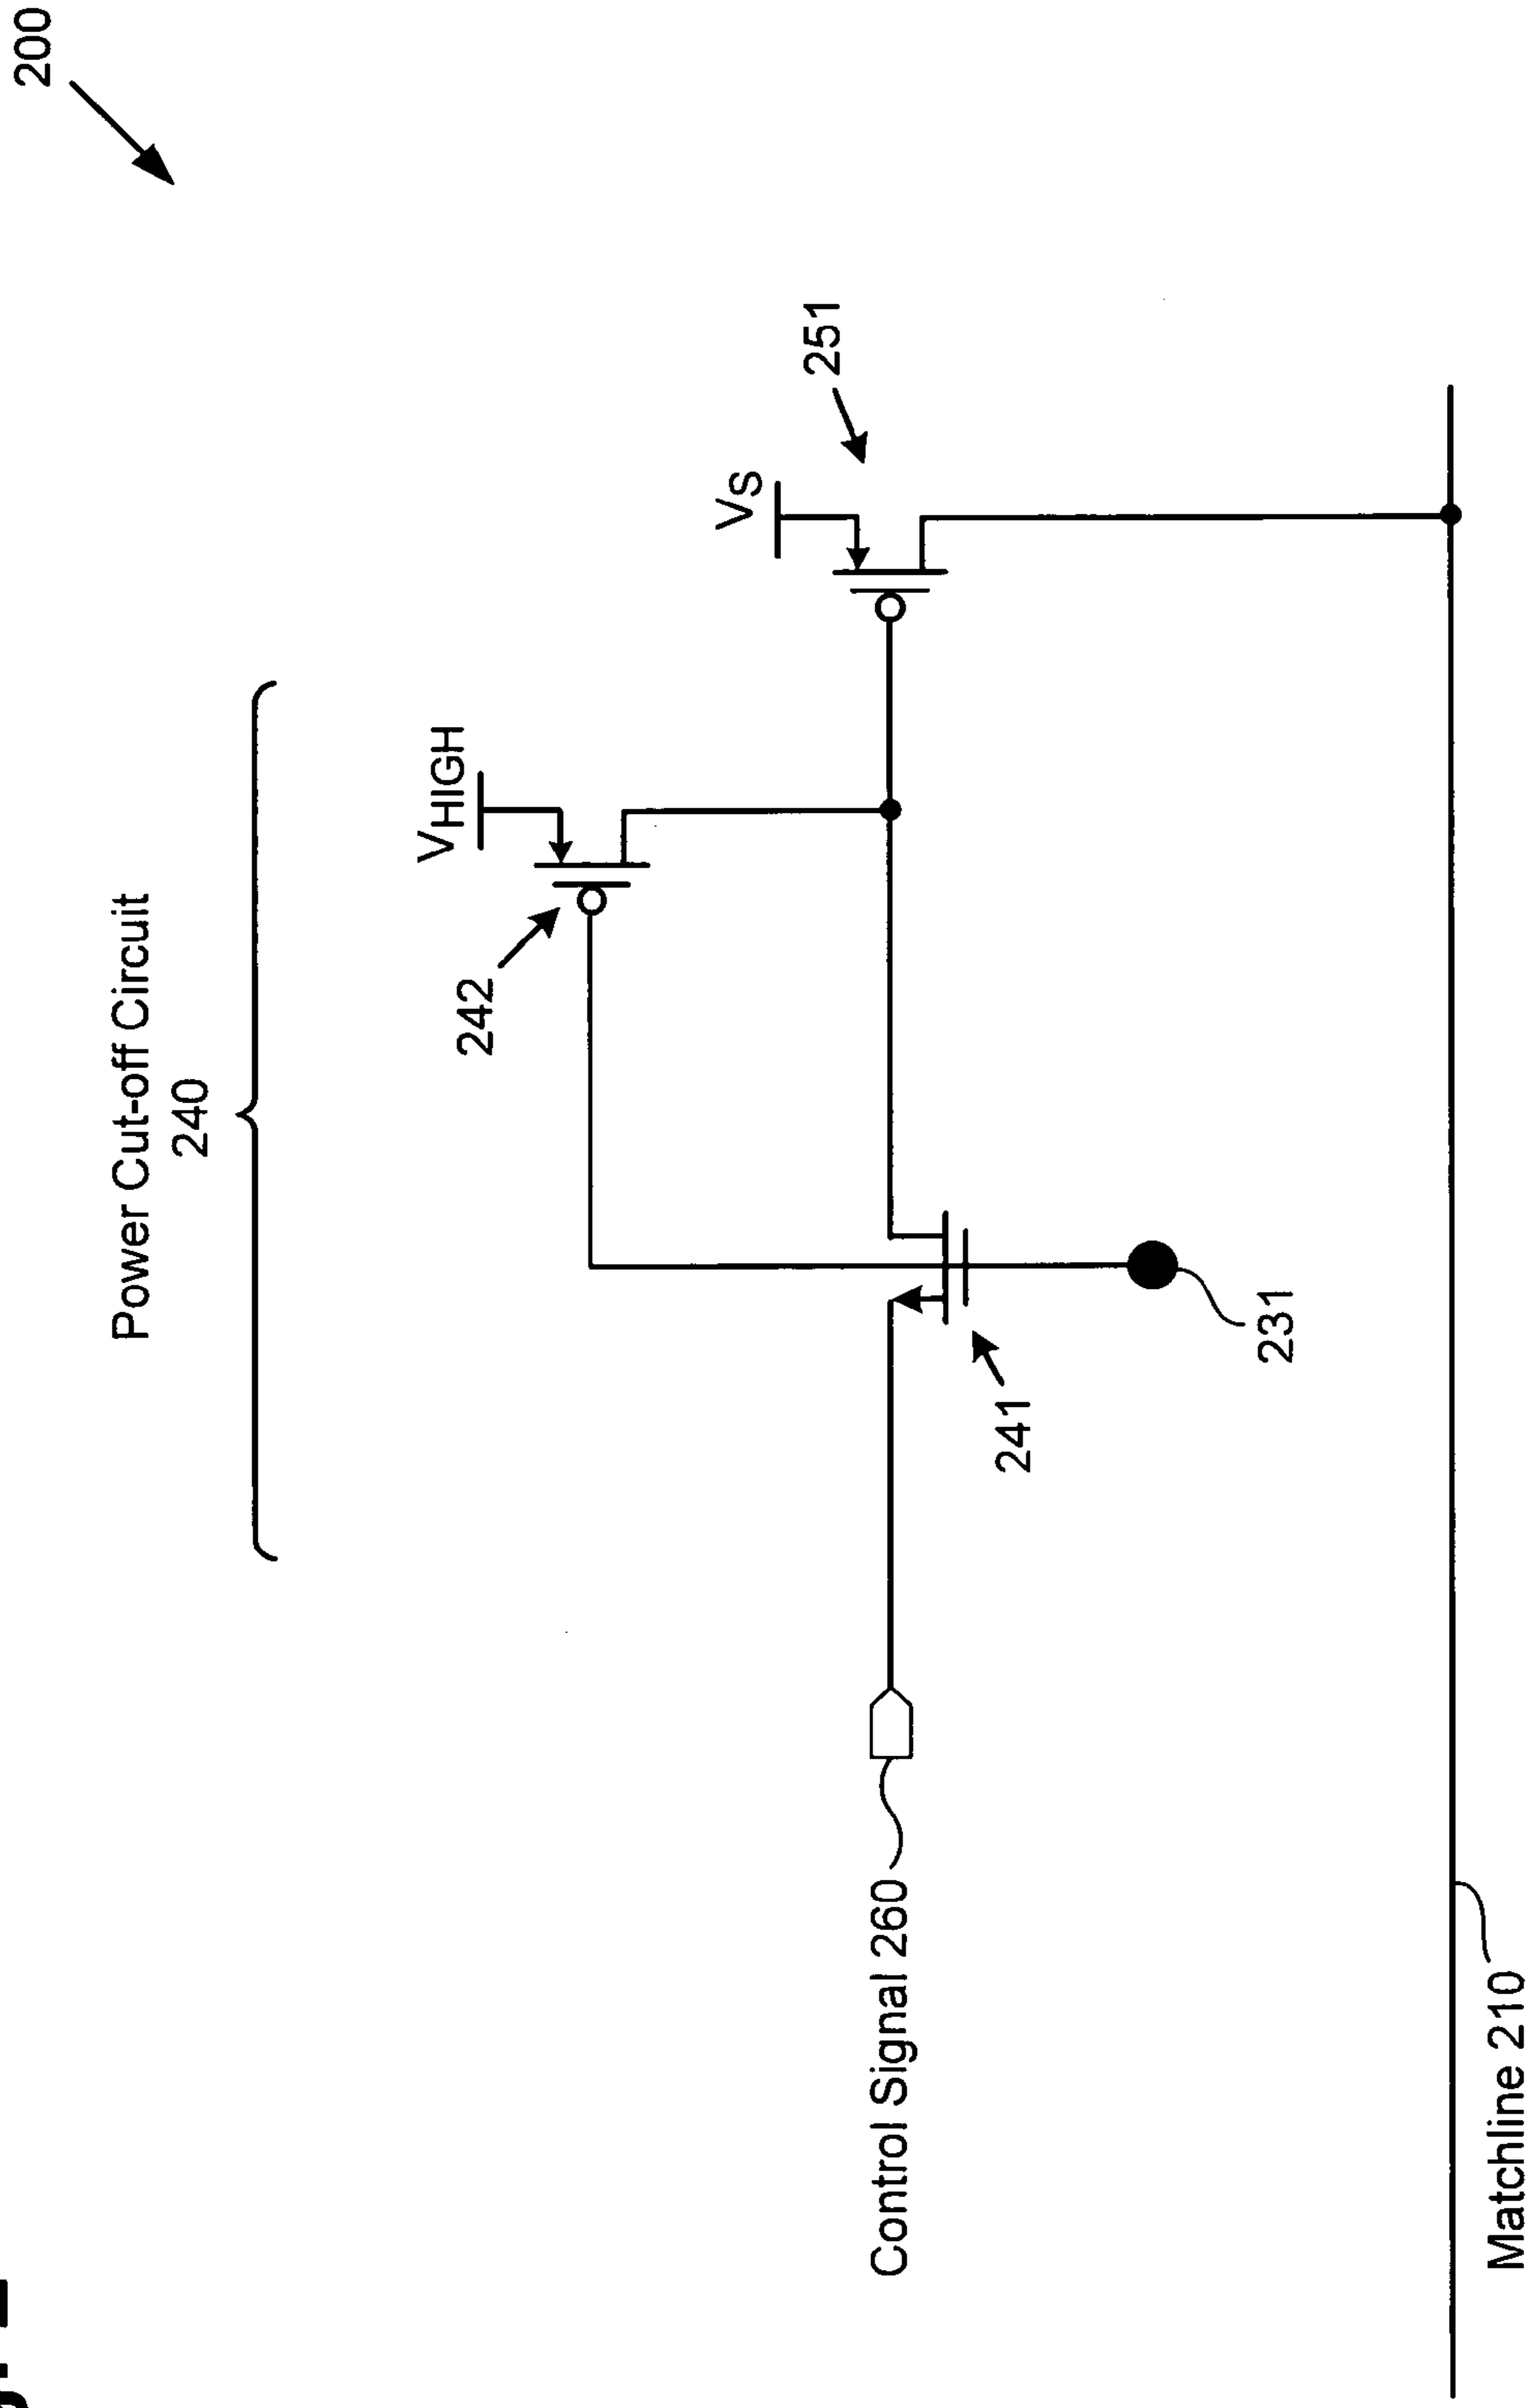 200
Power Cut-off Circuit
240
VHIGH
242
VS
251
241
231
Control Signal 260
Matchline 210